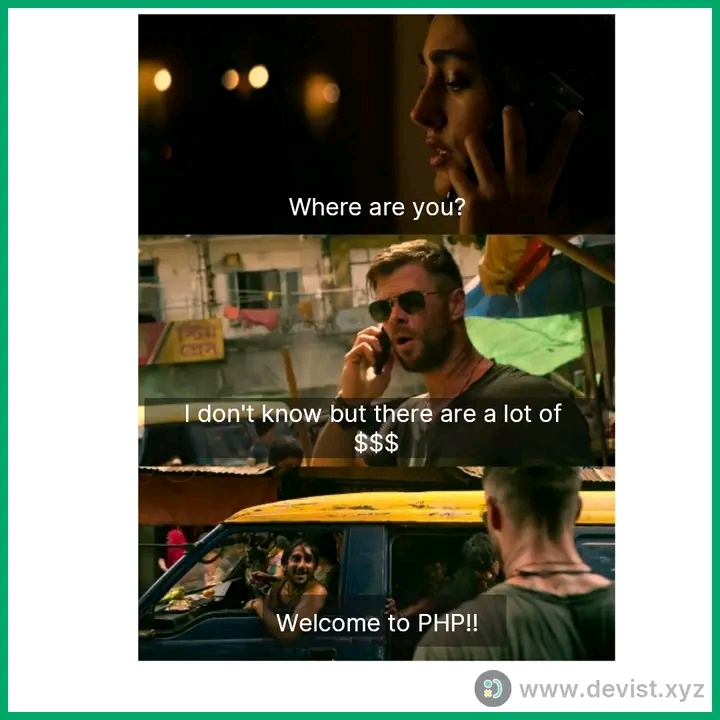 Where are you?
স্টিম
প্রেস
I don't know but there are a lot of
$$$
Welcome to PHP!!
www.devist.xyz